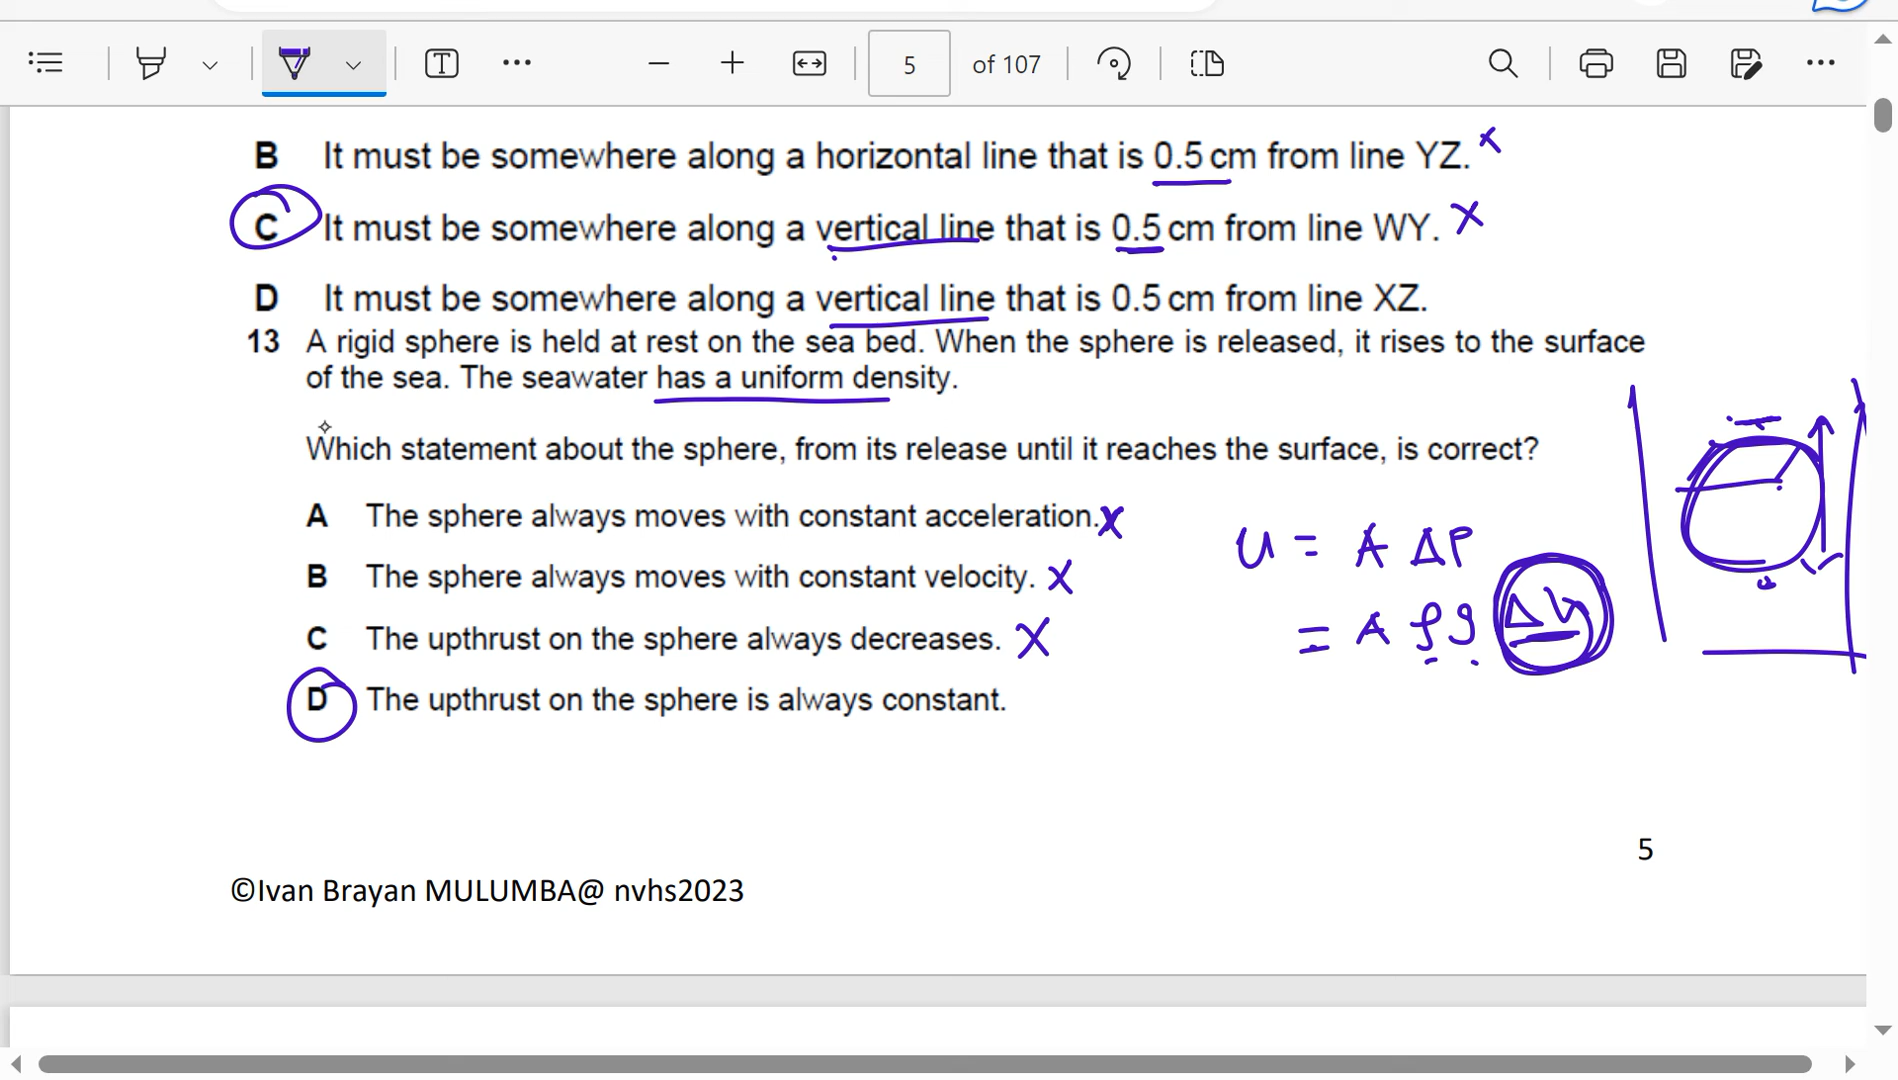 5 of 107
B It must be somewhere along a horizontal line that is 0.5 cm from line YZ. x
C It must be somewhere along a vertical line that is 0.5 cm from line WY. X
D It must be somewhere along a vertical line that is 0.5 cm from line XZ.
13 A rigid sphere is held at rest on the sea bed. When the sphere is released, it rises to the surface
of the sea. The seawater has a uniform density.
Which statement about the sphere, from its release until it reaches the surface, is correct?
A The sphere always moves with constant acceleration. X
B The sphere always moves with constant velocity. X
C The upthrust on the sphere always decreases. X
D The upthrust on the sphere is always constant.
U = A ΔP
= A ρg Δh
5
©Ivan Brayan MULUMBA@ nvhs2023